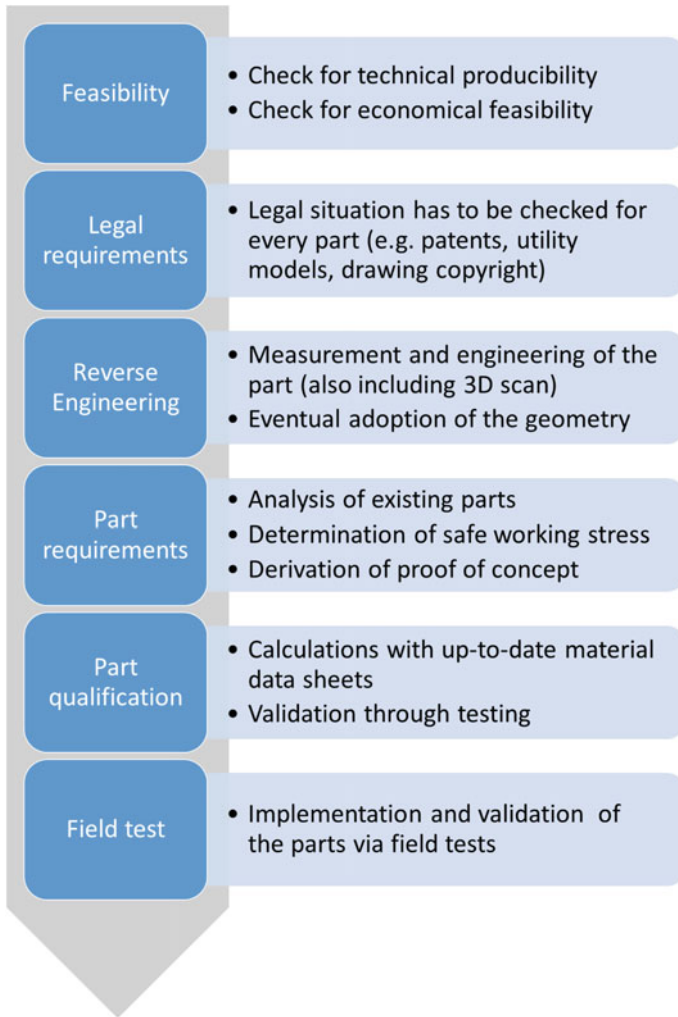 Feasibility
• Check for technical producibility
• Check for economical feasibility
Legal
requirements
• Legal situation has to be checked for
every part (e.g. patents, utility
models, drawing copyright)
Reverse
Engineering
• Measurement and engineering of the
part (also including 3D scan)
• Eventual adoption of the geometry
Part
requirements
• Analysis of existing parts
• Determination of safe working stress
• Derivation of proof of concept
Part
qualification
• Calculations with up-to-date material
data sheets
• Validation through testing
Field test
• Implementation and validation of
the parts via field tests